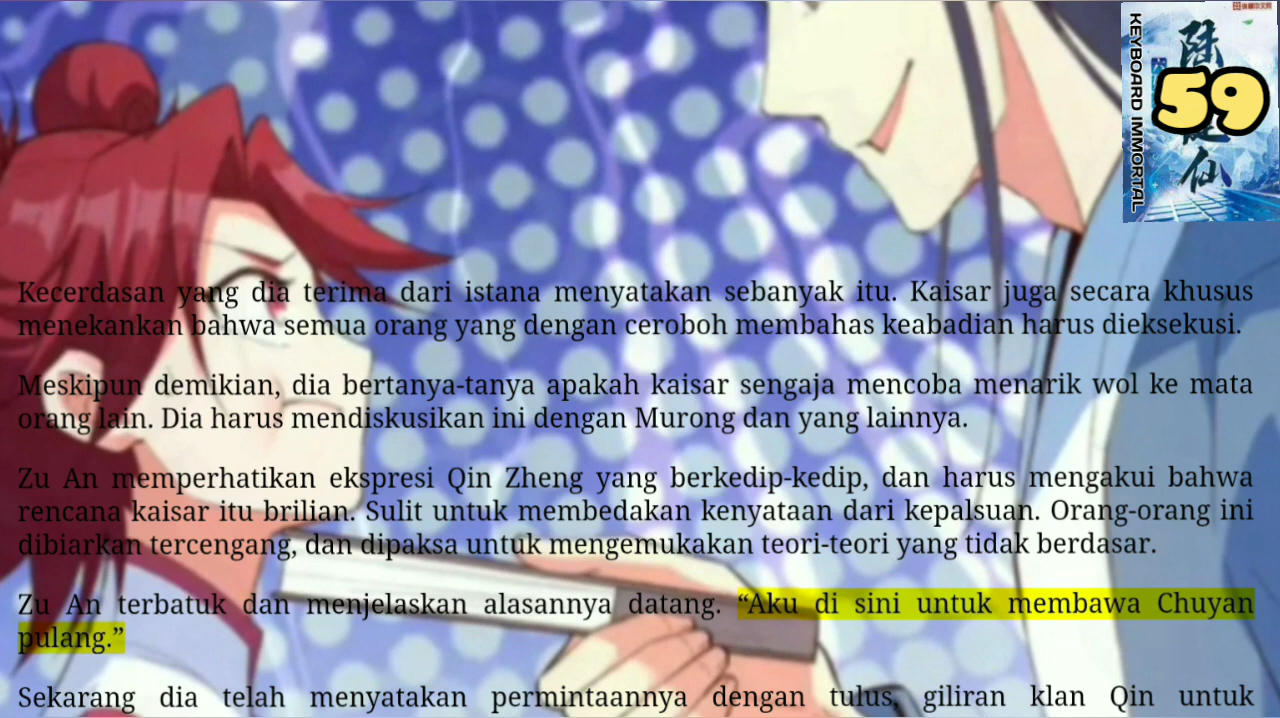 KEYBOARD IMMORTAL
59
仙
Kecerdasan yang dia terima dari istana menyatakan sebanyak itu. Kaisar juga secara khusus
menekankan bahwa semua orang yang dengan ceroboh membahas keabadian harus dieksekusi.
Meskipun demikian, dia bertanya-tanya apakah kaisar sengaja mencoba menarik wol ke mata
orang lain. Dia harus mendiskusikan ini dengan Murong dan yang lainnya.
Zu An memperhatikan ekspresi Qin Zheng yang berkedip-kedip, dan harus mengakui bahwa
rencana kaisar itu brilian. Sulit untuk membedakan kenyataan dari kepalsuan. Orang-orang ini
dibiarkan tercengang, dan dipaksa untuk mengemukakan teori-teori yang tidak berdasar.
Zu An terbatuk dan menjelaskan alasannya datang. “Aku di sini untuk membawa Chuyan
pulang.”
Sekarang dia telah menyatakan permintaannya dengan tulus, giliran klan Qin untuk